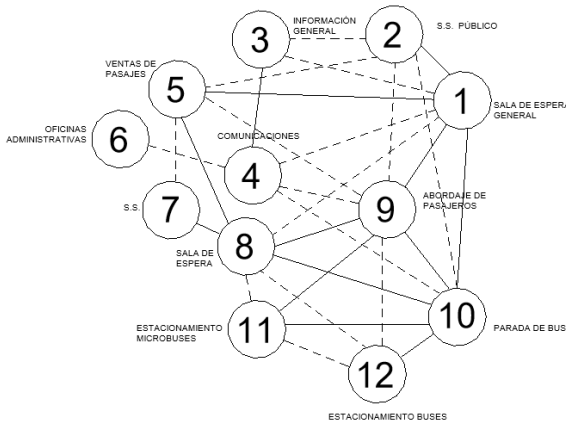 INFORMACIÓN
GENERAL
3
2
S.S. PÚBLICO
VENTAS DE
PASAJES
5
1
SALA DE ESPERA
GENERAL
OFICINAS
ADMINISTRATIVAS
6
COMUNICACIONES
4
S.S.
7
9
ABORDAJE DE
PASAJEROS
SALA DE
ESPERA
8
ESTACIONAMIENTO
MICROBUSES
11
10
PARADA DE BUS
12
ESTACIONAMIENTO BUSES